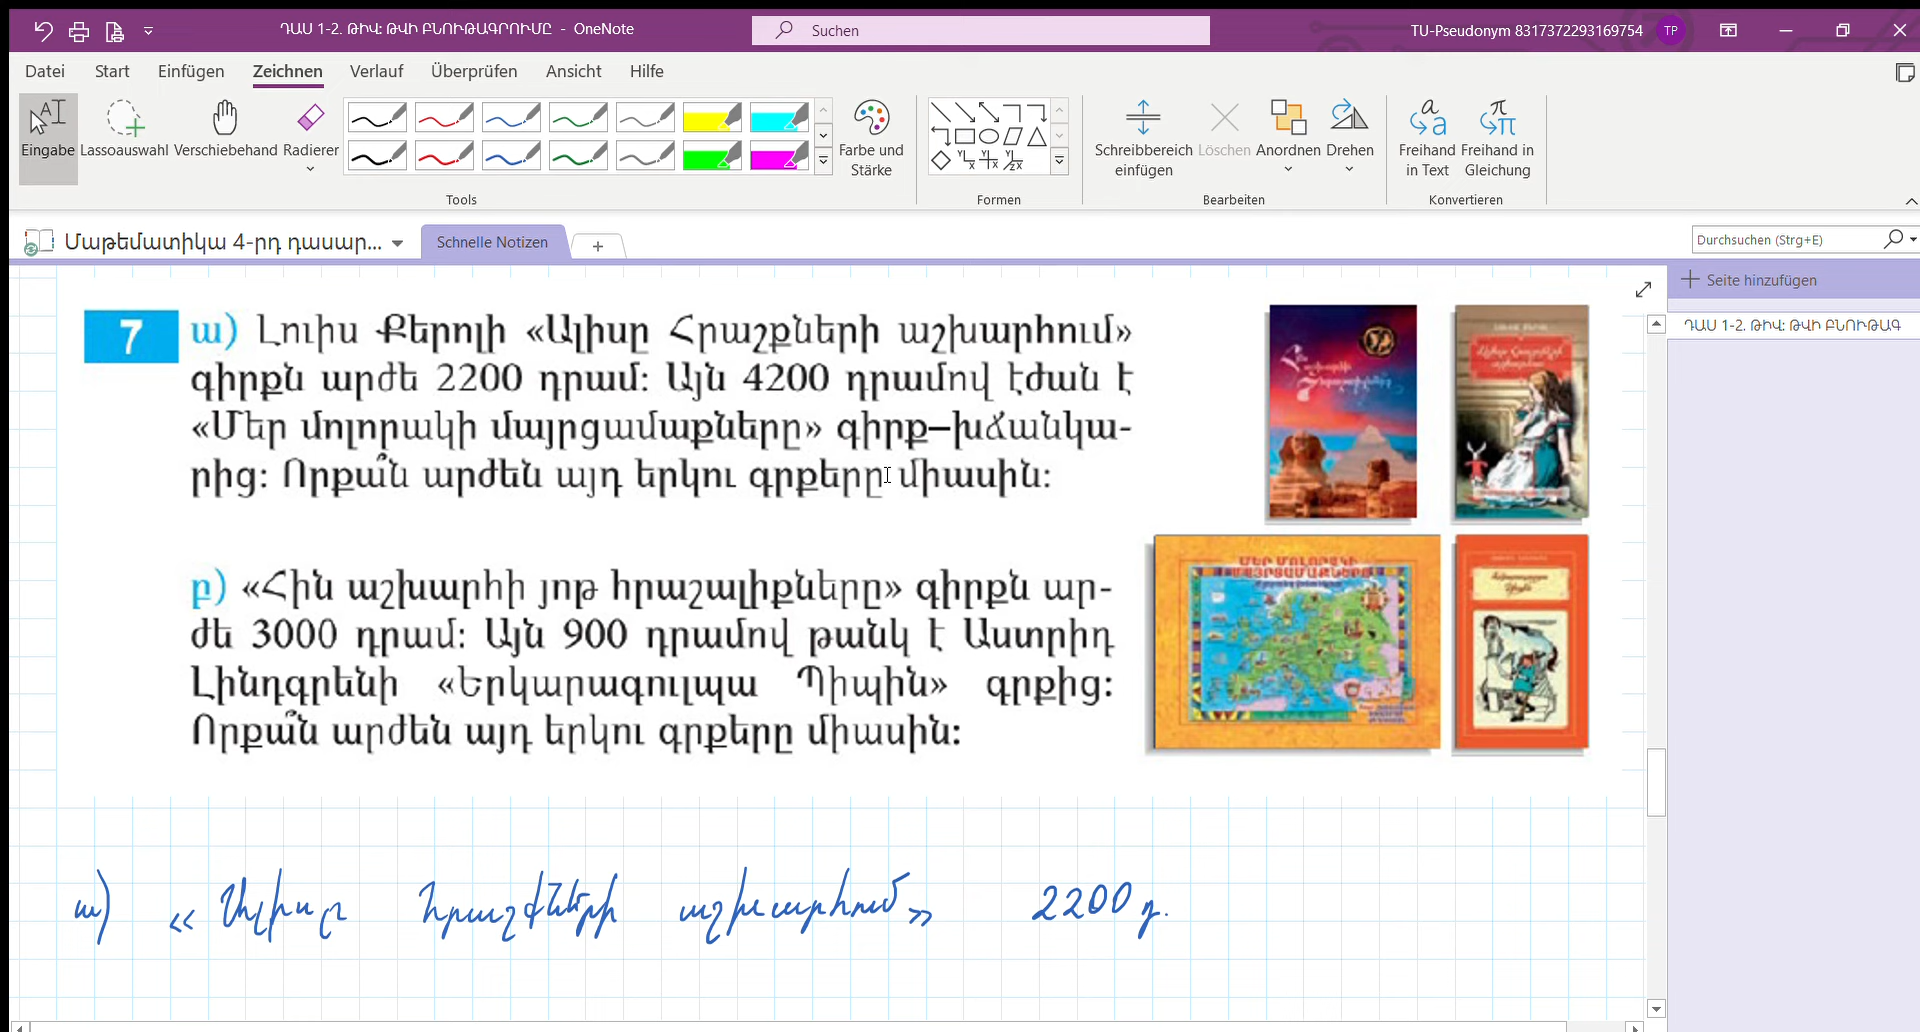 ԴԱՍ 1-2. ԹԻՎ: ԹՎԻ ԲՆՈՒԹԱԳՐՈՒՄԸ - OneNote
Suchen
TU-Pseudonym 8317372293169754
TP
Datei Start Einfügen Zeichnen Verlauf Überprüfen Ansicht Hilfe
Eingabe Lassoauswahl Verschiebehand Radierer
Farbe und Stärke
Schreibbereich einfügen Löschen Anordnen Drehen
Freihand in Text Freihand in Gleichung
Tools Formen Bearbeiten Konvertieren
Մաթեմատիկա 4-րդ դասար...
Schnelle Notizen
+
Durchsuchen (Strg+E)
Seite hinzufügen
ԴԱՍ 1-2. ԹԻՎ: ԹՎԻ ԲՆՈՒԹԱԳ
7 ա) Լուիս Քերոլի «Ալիսը Հրաշքների աշխարհում»
գիրքն արժե 2200 դրամ: Այն 4200 դրամով էժան է
«Մեր մոլորակի մայրցամաքները» գիրք–խճանկա-
րից: Որքա՞ն արժեն այդ երկու գրքերը միասին:
բ) «Հին աշխարհի յոթ հրաշալիքները» գիրքն ար-
ժե 3000 դրամ: Այն 900 դրամով թանկ է Աստրիդ
Լինդգրենի «Երկարագուլպա Պիպին» գրքից:
Որքա՞ն արժեն այդ երկու գրքերը միասին:
ՄԵՐ ՄՈԼՈՐԱԿԻ
ՄԱՅՐՑԱՄԱՔՆԵՐԸ
ա) «Ալիսը Հրաշքների աշխարհում» 2200 դ.